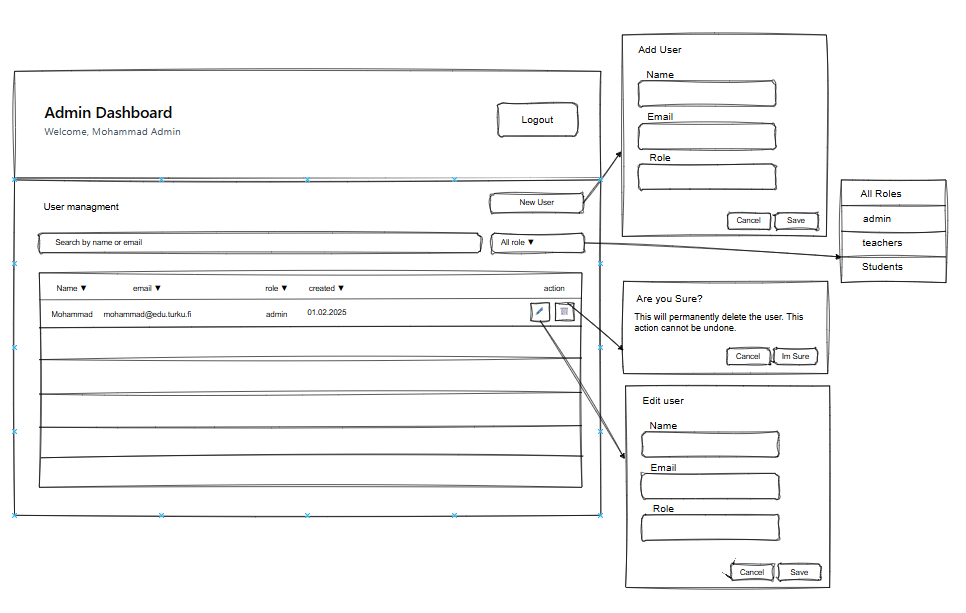 Admin Dashboard
Welcome, Mohammad Admin
Logout
User managment
New User
Search by name or email
All role ▼
Name ▼ email ▼ role ▼ created ▼ action
Mohammad mohammad@edu.turku.fi admin 01.02.2025
Add User
Name
Email
Role
Cancel Save
All Roles
admin
teachers
Students
Are you Sure?
This will permanently delete the user. This
action cannot be undone.
Cancel Im Sure
Edit user
Name
Email
Role
Cancel Save